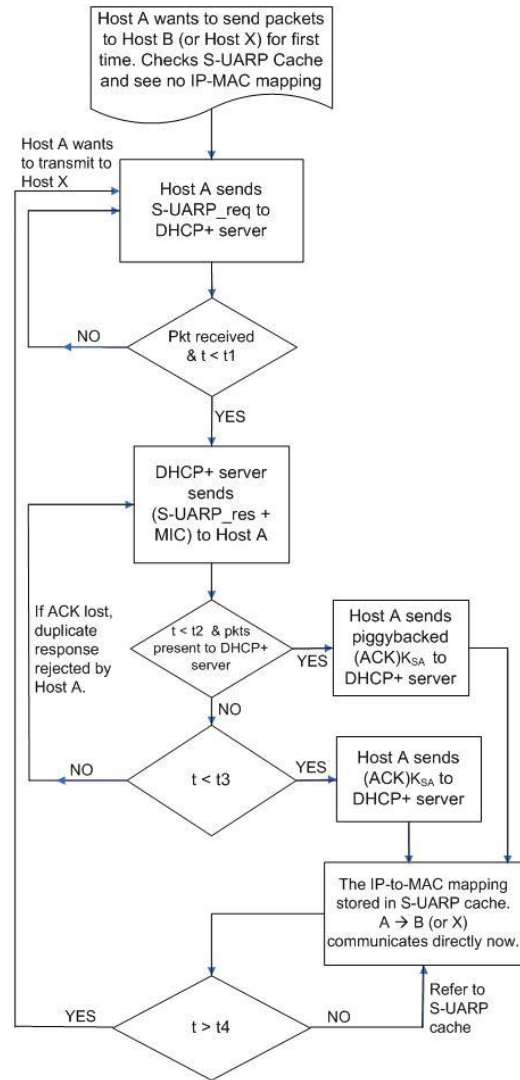 Host A wants to send packets
to Host B (or Host X) for first
time. Checks S-UARP Cache
and see no IP-MAC mapping
Host A wants
to transmit to
Host X
Host A sends
S-UARP_req to
DHCP+ server
NO
Pkt received
& t < t1
YES
DHCP+ server
sends
(S-UARP_res +
MIC) to Host A
If ACK lost,
duplicate
response
rejected by
Host A.
t < t2 & pkts
present to DHCP+
server
YES
Host A sends
piggybacked
(ACK)K_SA to
DHCP+ server
NO
NO
t < t3
YES
Host A sends
(ACK)K_SA to
DHCP+ server
The IP-to-MAC mapping
stored in S-UARP cache.
A → B (or X)
communicates directly now.
YES
t > t4
NO
Refer to
S-UARP
cache